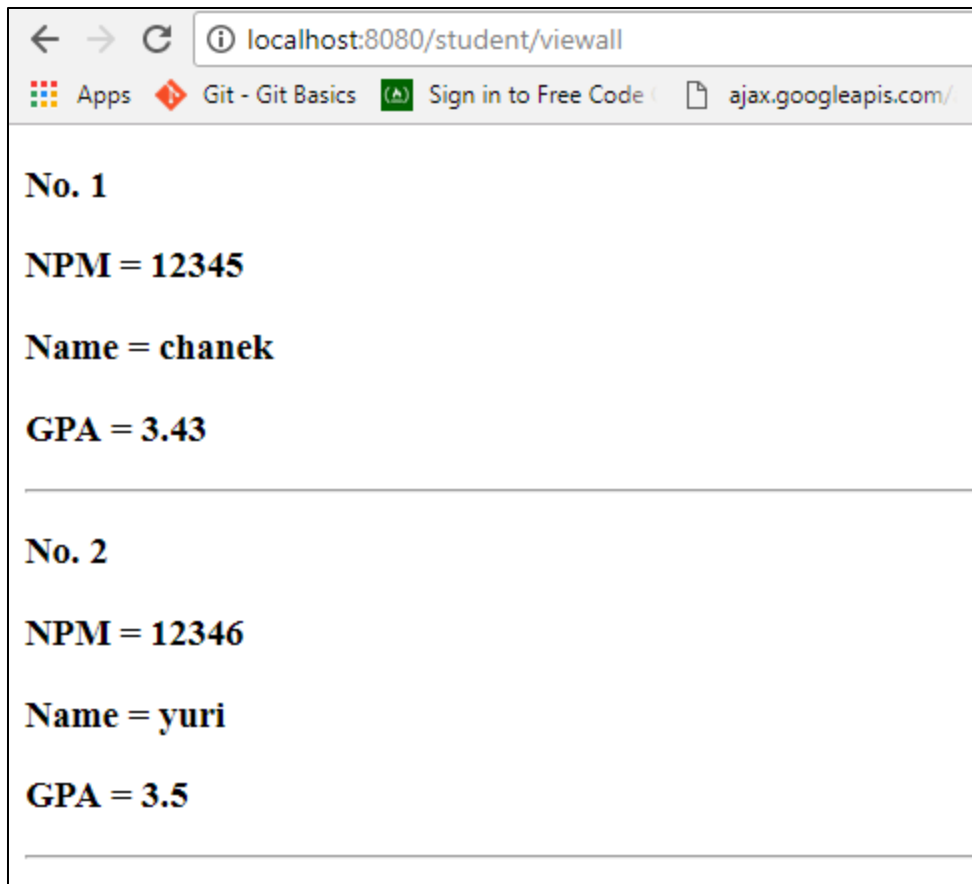 localhost:8080/student/viewall
Apps Git - Git Basics Sign in to Free Code ajax.googleapis.com/
No. 1
NPM = 12345
Name = chanek
GPA = 3.43
No. 2
NPM = 12346
Name = yuri
GPA = 3.5